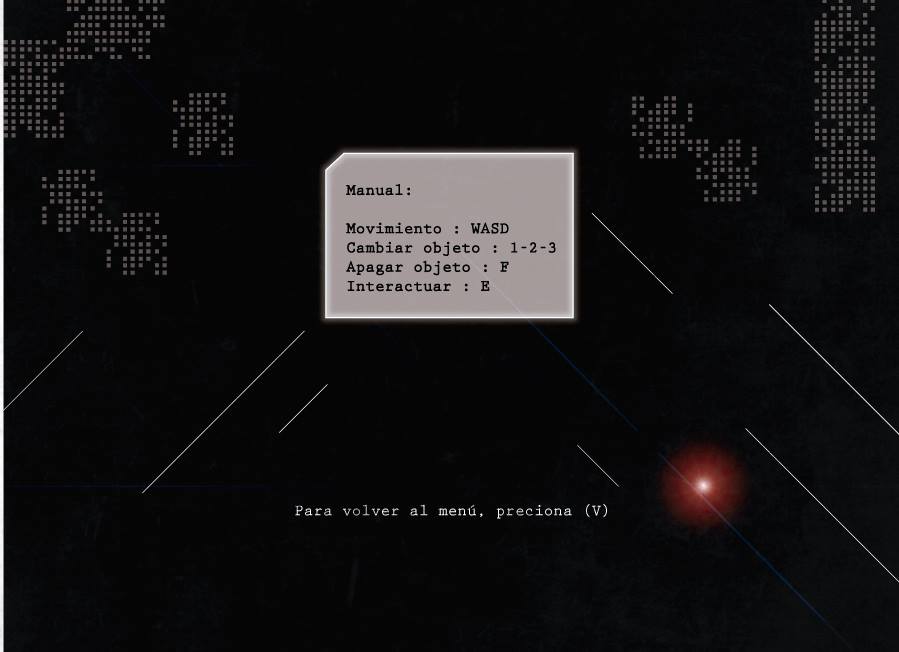 Manual:
Movimiento : WASD
Cambiar objeto : 1-2-3
Apagar objeto : F
Interactuar : E
Para volver al menú, preciona (V)